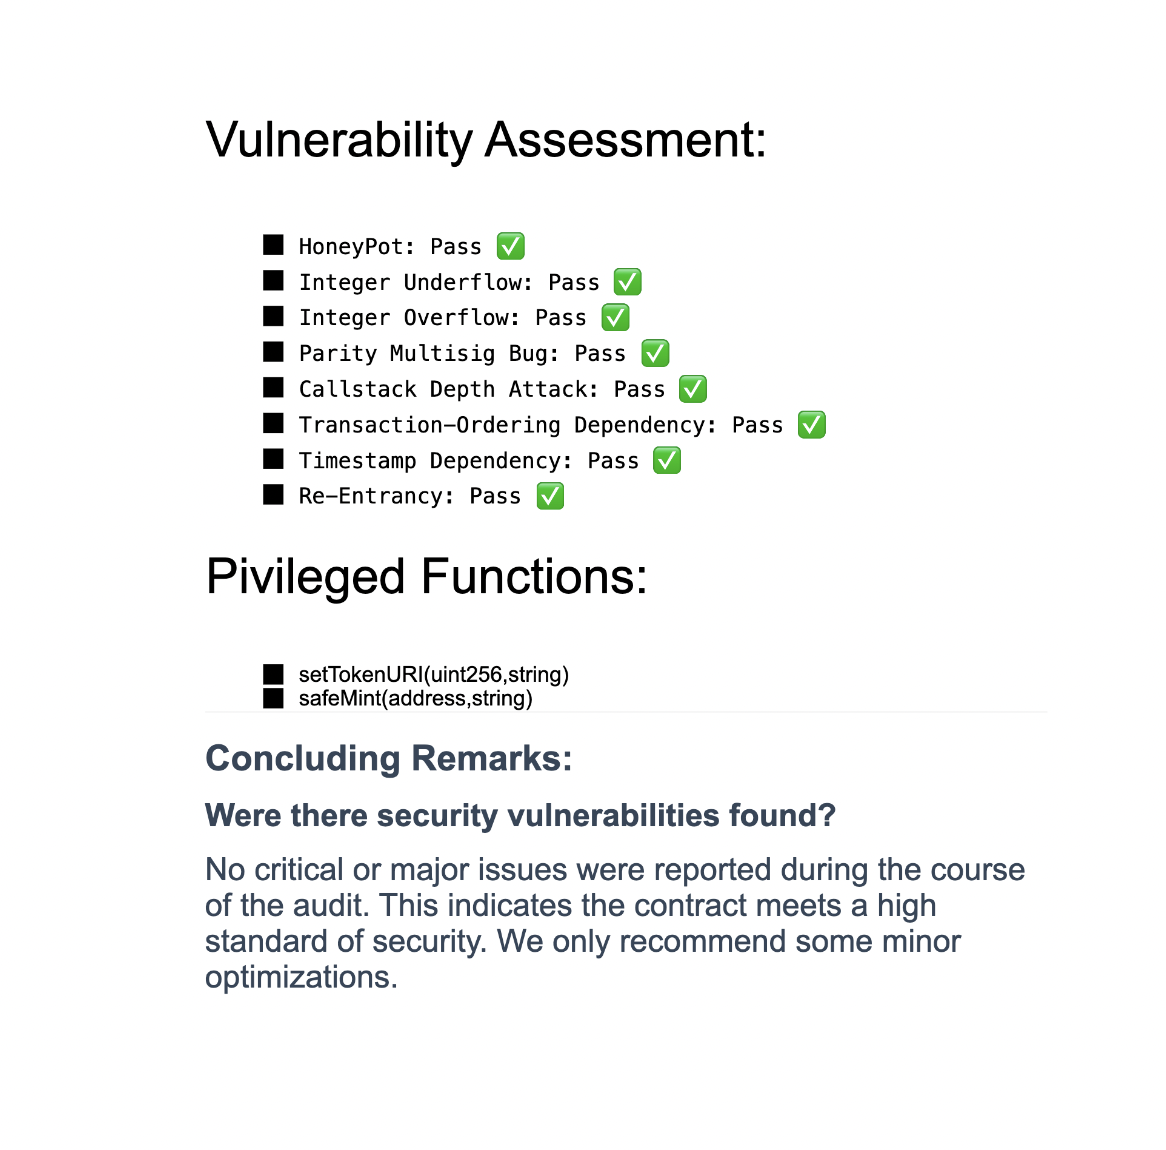 Vulnerability Assessment:
■ HoneyPot: Pass ✅
■ Integer Underflow: Pass ✅
■ Integer Overflow: Pass ✅
■ Parity Multisig Bug: Pass ✅
■ Callstack Depth Attack: Pass ✅
■ Transaction-Ordering Dependency: Pass ✅
■ Timestamp Dependency: Pass ✅
■ Re-Entrancy: Pass ✅
Pivileged Functions:
■ setTokenURI(uint256,string)
■ safeMint(address,string)
Concluding Remarks:
Were there security vulnerabilities found?
No critical or major issues were reported during the course
of the audit. This indicates the contract meets a high
standard of security. We only recommend some minor
optimizations.